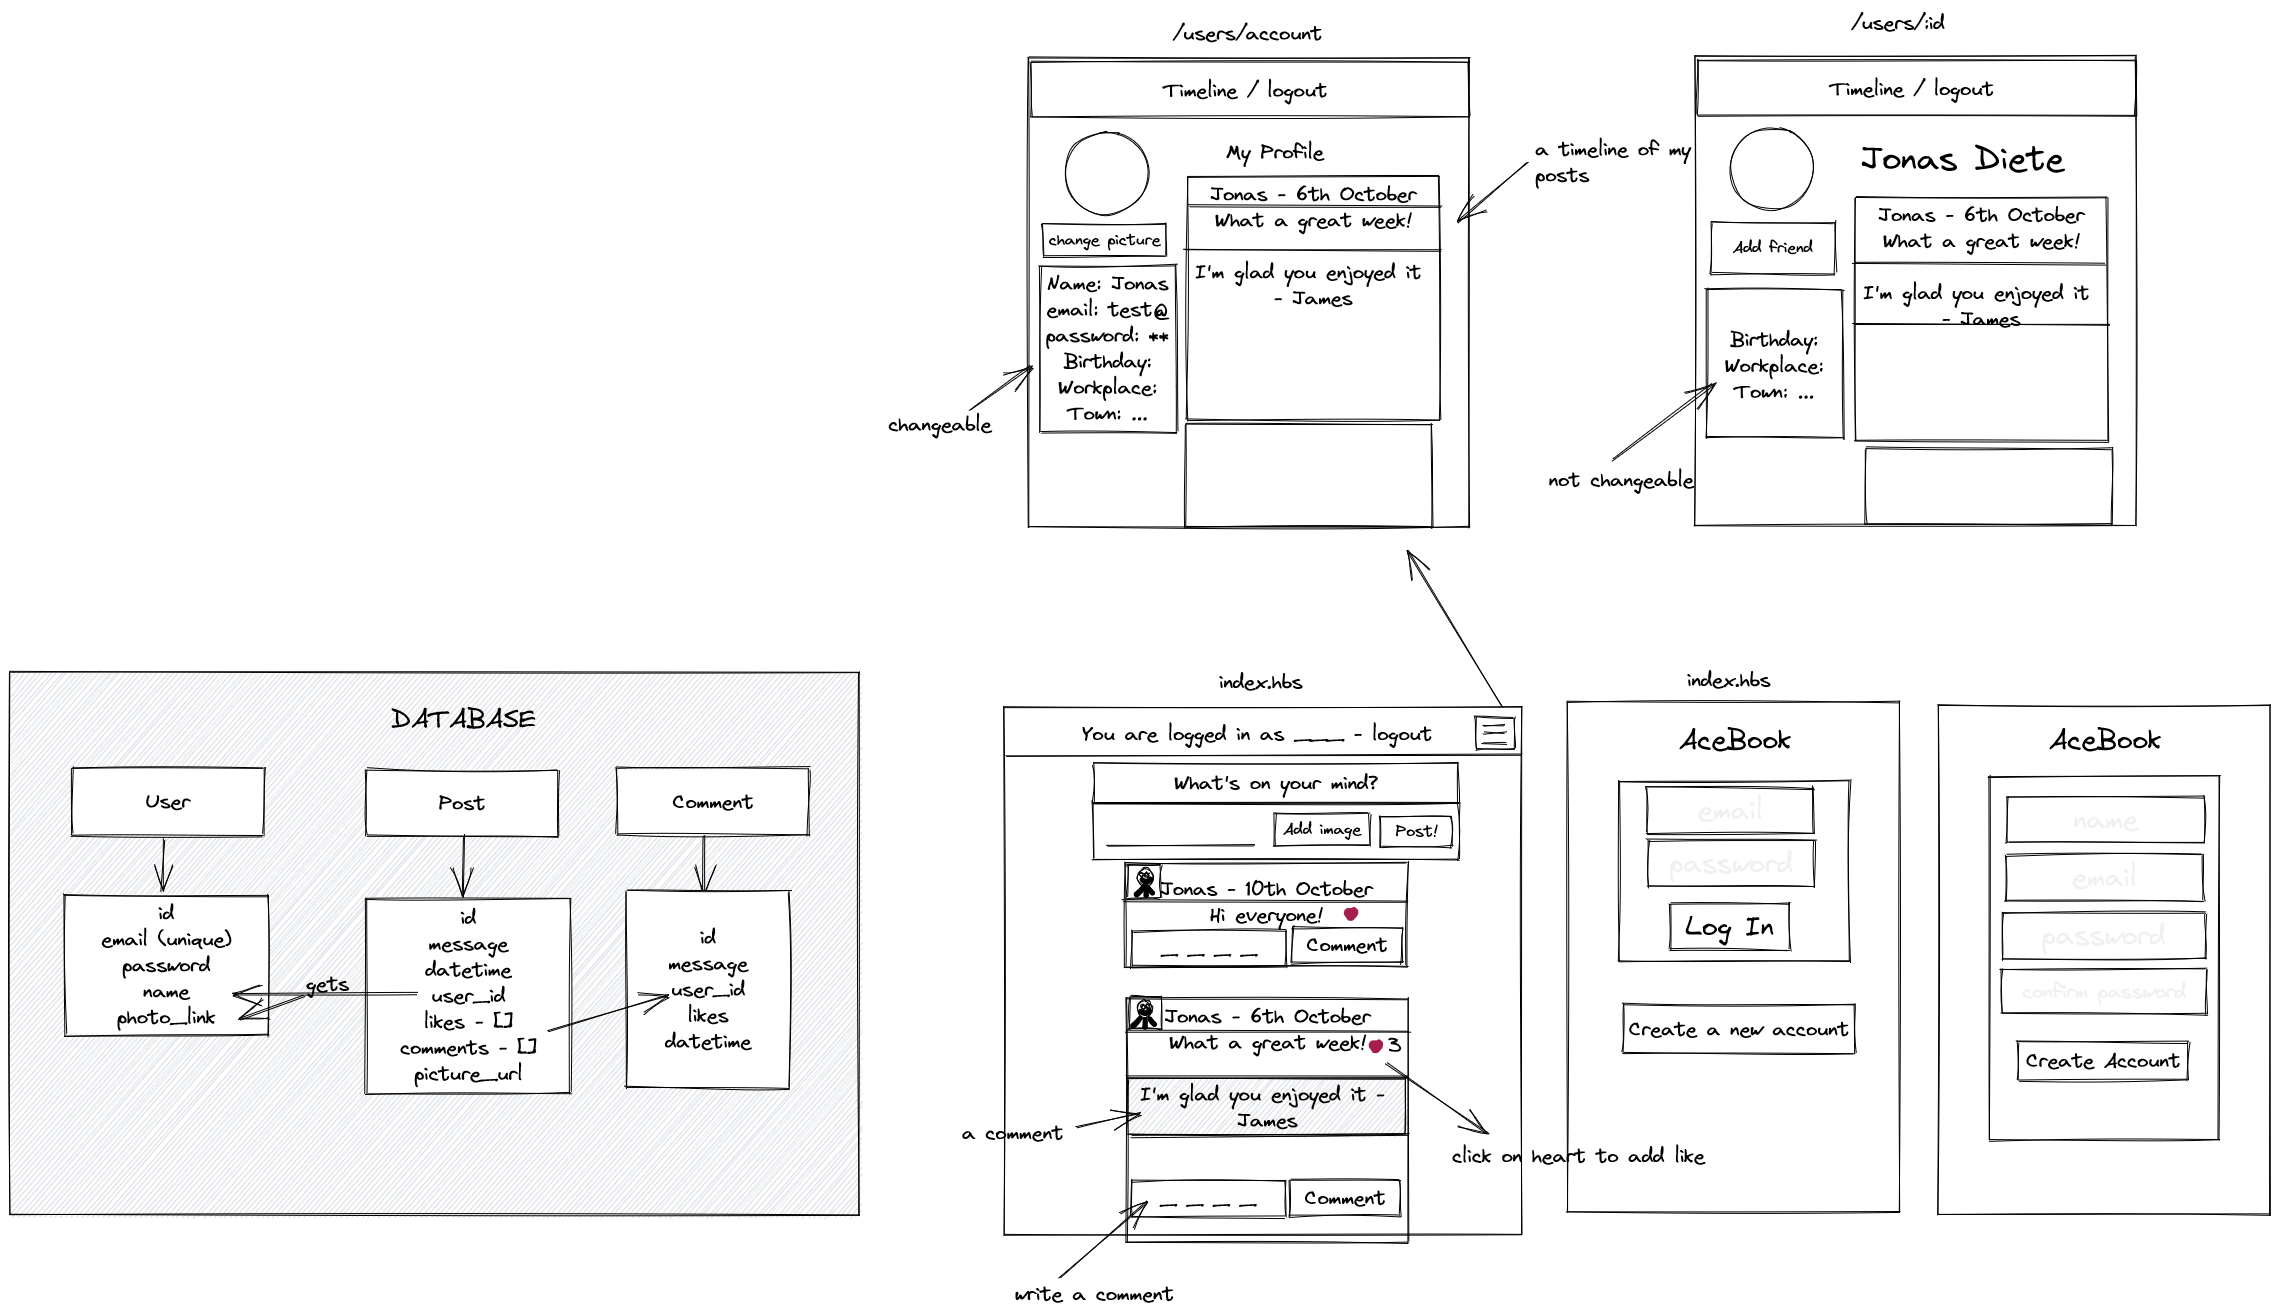 /users/account
Timeline / logout
My Profile
change picture
Name: Jonas
email: test@
password: **
Birthday:
Workplace:
Town: ...
Jonas - 6th October
What a great week!
I'm glad you enjoyed it
- James
changeable
a timeline of my
posts
/users/:id
Timeline / logout
Jonas Diete
Add friend
Birthday:
Workplace:
Town: ...
Jonas - 6th October
What a great week!
I'm glad you enjoyed it
- James
not changeable
DATABASE
User
Post
Comment
id
email (unique)
password
name
photo_link
gets
id
message
datetime
user_id
likes - []
comments - []
picture_url
id
message
user_id
likes
datetime
index.hbs
You are logged in as ____ - logout
What's on your mind?
Add image
Post!
Jonas - 10th October
Hi everyone!
_ _ _ _
Comment
Jonas - 6th October
What a great week!
3
I'm glad you enjoyed it -
James
_ _ _ _
Comment
a comment
click on heart to add like
write a comment
index.hbs
AceBook
email
password
Log In
Create a new account
AceBook
name
email
password
confirm password
Create Account